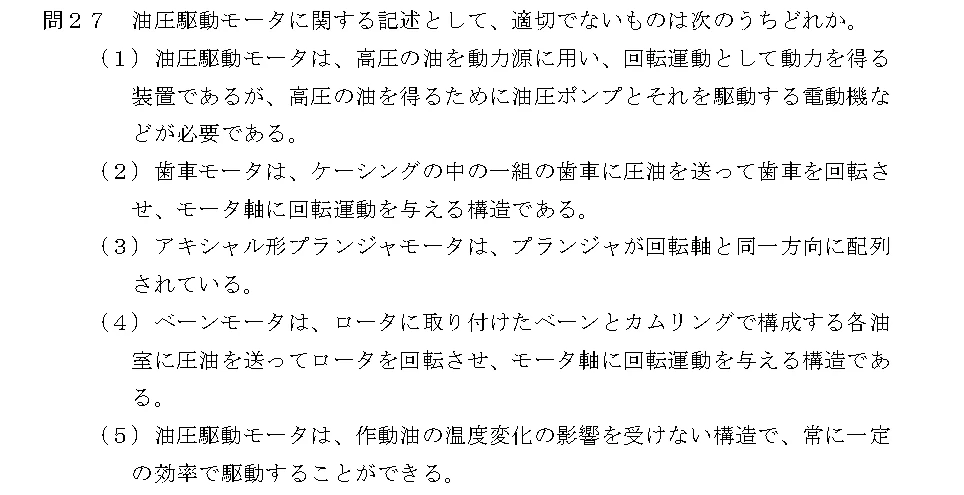 問２７　油圧駆動モータに関する記述として、適切でないものは次のうちどれか。
（１）油圧駆動モータは、高圧の油を動力源に用い、回転運動として動力を得る
装置であるが、高圧の油を得るために油圧ポンプとそれを駆動する電動機な
どが必要である。
（２）歯車モータは、ケーシングの中の一組の歯車に圧油を送って歯車を回転さ
せ、モータ軸に回転運動を与える構造である。
（３）アキシャル形プランジャモータは、プランジャが回転軸と同一方向に配列
されている。
（４）ベーンモータは、ロータに取り付けたベーンとカムリングで構成する各油
室に圧油を送ってロータを回転させ、モータ軸に回転運動を与える構造であ
る。
（５）油圧駆動モータは、作動油の温度変化の影響を受けない構造で、常に一定
の効率で駆動することができる。